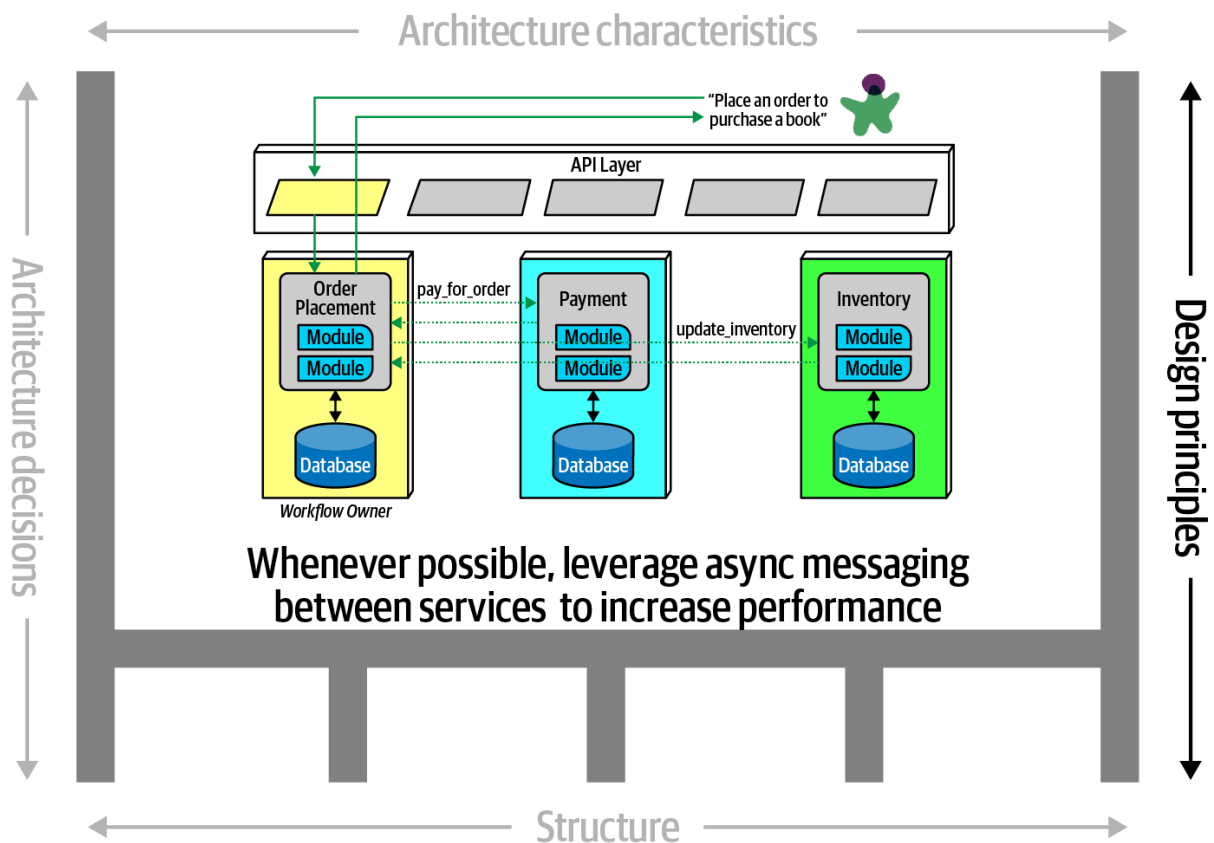 Architecture characteristics
"Place an order to
purchase a book"
API Layer
Order
Placement
Module
Module
Database
Workflow Owner
pay_for_order
Payment
Module
Module
Database
update_inventory
Inventory
Module
Module
Database
Architecture decisions
Design principles
Whenever possible, leverage async messaging
between services to increase performance
Structure